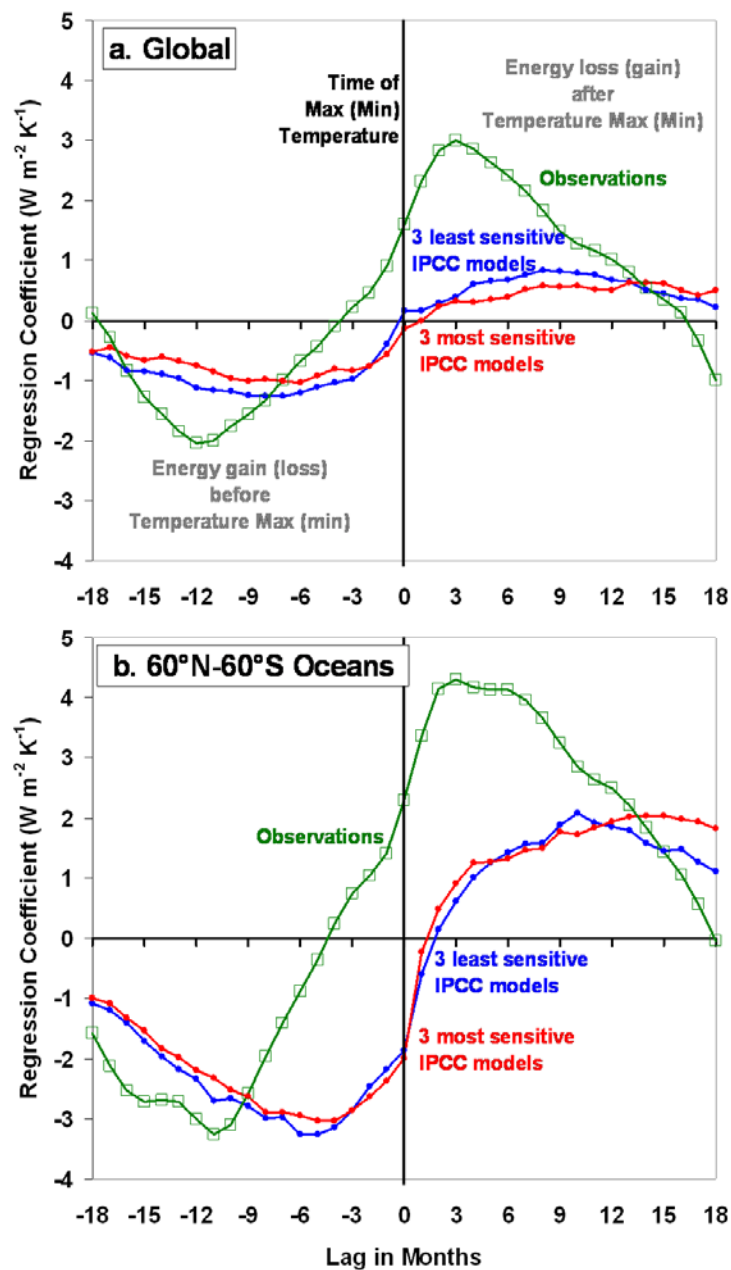 a. Global
Time of
Max (Min)
Temperature
Energy loss (gain)
after
Temperature Max (Min)
Observations
3 least sensitive
IPCC models
3 most sensitive
IPCC models
Energy gain (loss)
before
Temperature Max (min)
Regression Coefficient (W m⁻² K⁻¹)
5
4
3
2
1
0
-1
-2
-3
-4
-18 -15 -12 -9 -6 -3 0 3 6 9 12 15 18
b. 60°N-60°S Oceans
Observations
3 least sensitive
IPCC models
3 most sensitive
IPCC models
Regression Coefficient (W m⁻² K⁻¹)
5
4
3
2
1
0
-1
-2
-3
-4
-18 -15 -12 -9 -6 -3 0 3 6 9 12 15 18
Lag in Months